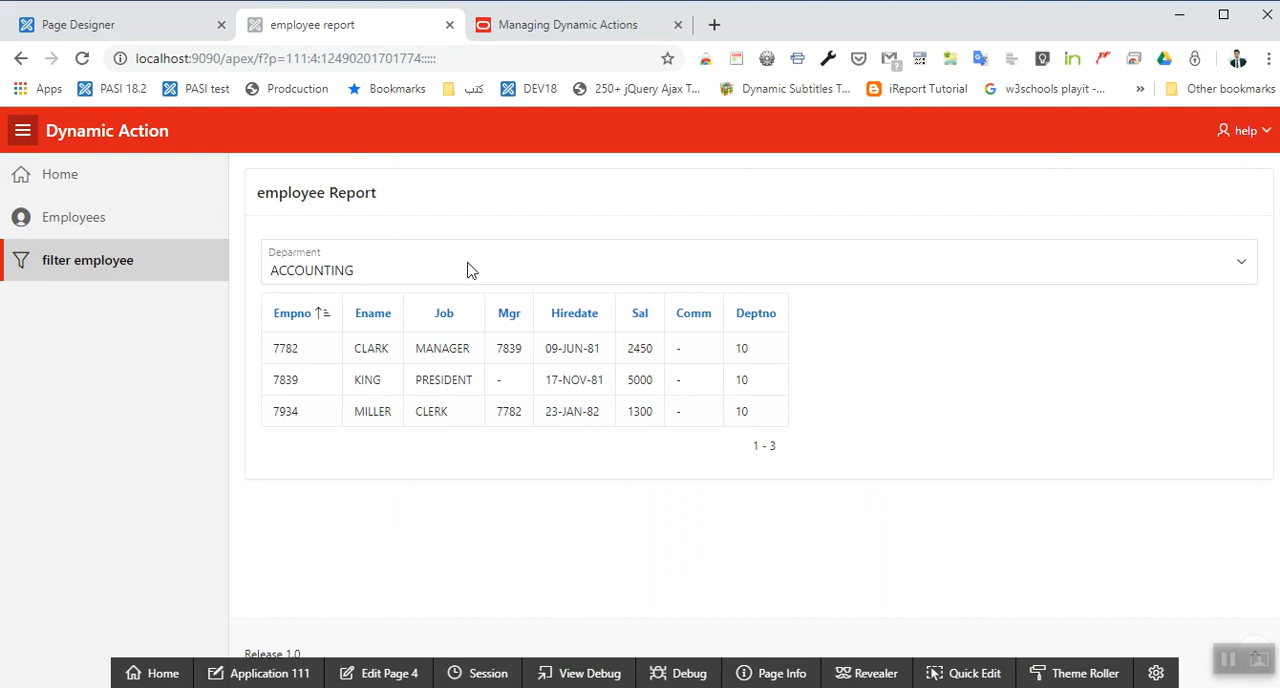 Page Designer
employee report
Managing Dynamic Actions
localhost:9090/apex/f?p=111:4:12490201701774:::::
Apps
PASI 18.2
PASI test
Prodcuction
Bookmarks
كتب
DEV18
250+ jQuery Ajax T...
Dynamic Subtitles T...
iReport Tutorial
w3schools playit -...
»
Other bookmarks
Dynamic Action
help
Home
Employees
filter employee
employee Report
Deparment
ACCOUNTING
Empno Ename Job Mgr Hiredate Sal Comm Deptno
7782 CLARK MANAGER 7839 09-JUN-81 2450 - 10
7839 KING PRESIDENT - 17-NOV-81 5000 - 10
7934 MILLER CLERK 7782 23-JAN-82 1300 - 10
1 - 3
Release 1.0
Home
Application 111
Edit Page 4
Session
View Debug
Debug
Page Info
Revealer
Quick Edit
Theme Roller